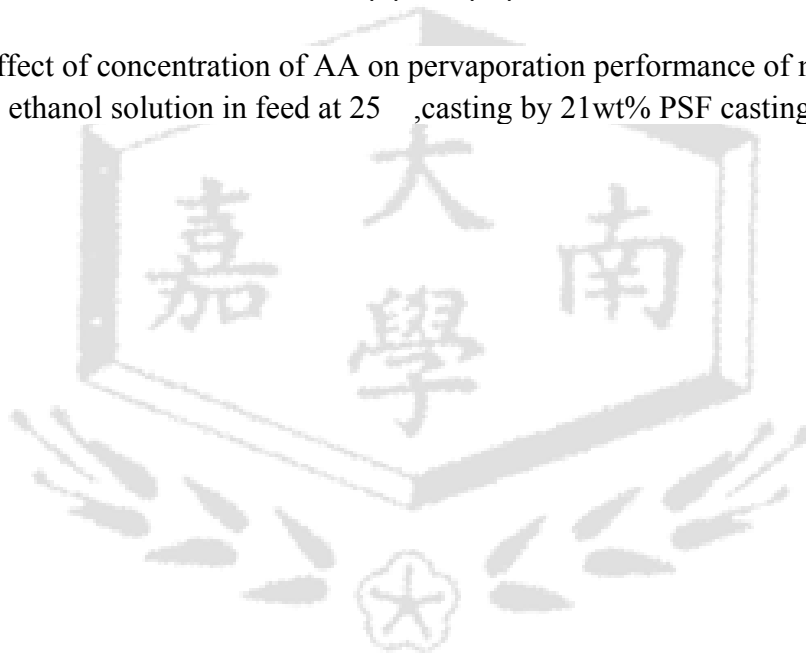 ffect of concentration of AA on pervaporation performance of
ethanol solution in feed at 25 ,casting by 21wt% PSF casting
大
嘉 南
學